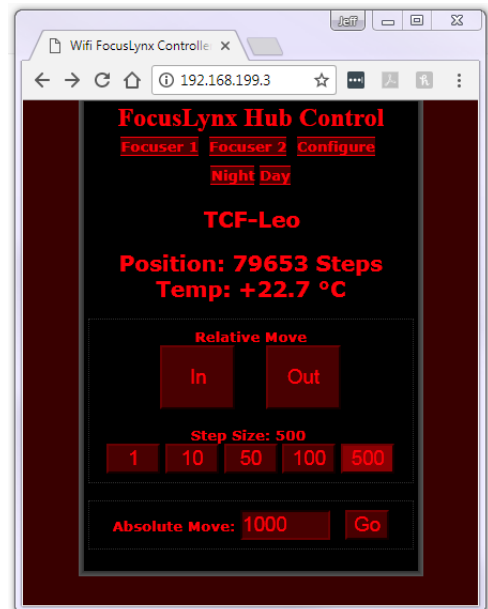 Jeff
Wifi FocusLynx Controlle
192.168.199.3
FocusLynx Hub Control
Focuser 1 Focuser 2 Configure
Night Day
TCF-Leo
Position: 79653 Steps
Temp: +22.7 °C
Relative Move
In Out
Step Size: 500
1 10 50 100 500
Absolute Move: 1000 Go